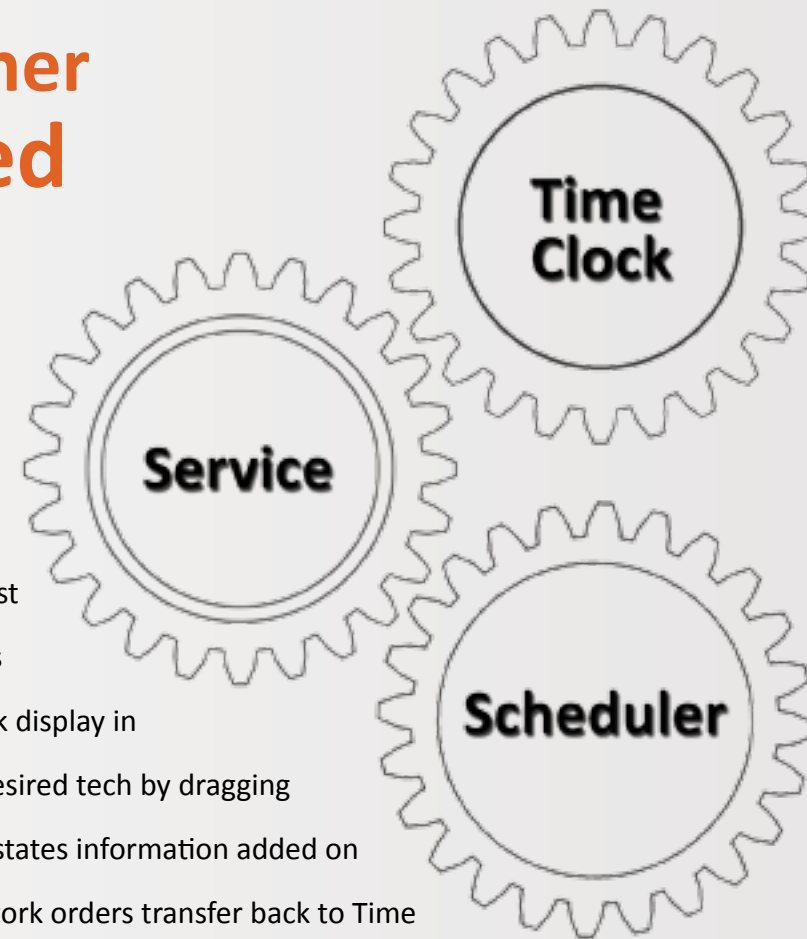 her
ed
Time
Clock
Service
st
s
k display in
Scheduler
esired tech by dragging
states information added on
ork orders transfer back to Time